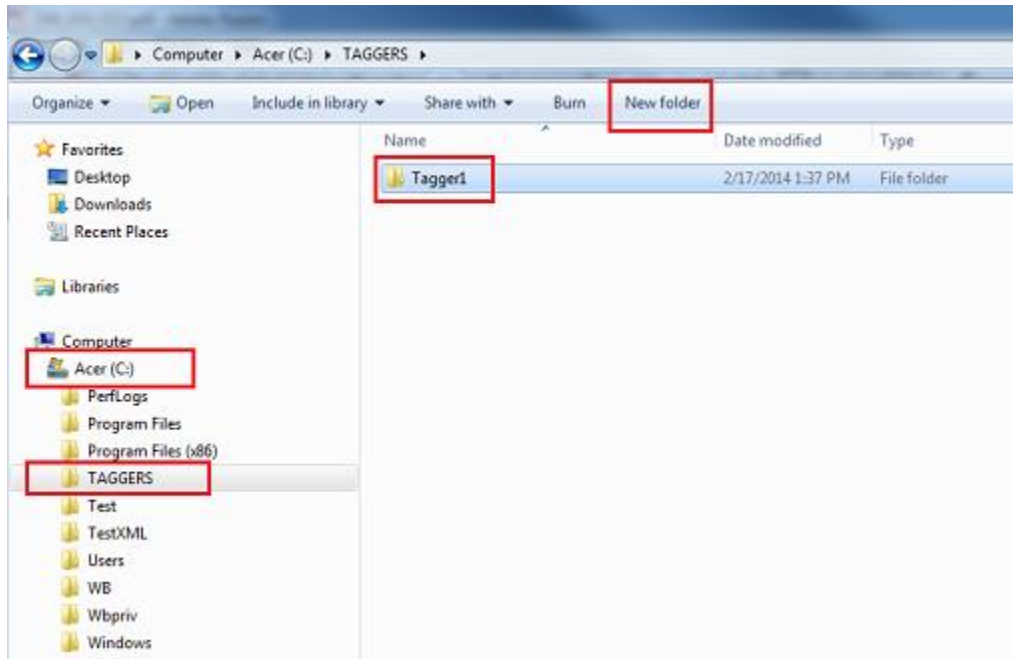 Computer Acer (C:) TAGGERS
Organize Open Include in library Share with Burn New folder
Name Date modified Type
Tagger1 2/17/2014 1:37 PM File folder
Favorites
Desktop
Downloads
Recent Places
Libraries
Computer
Acer (C:)
PerfLogs
Program Files
Program Files (x86)
TAGGERS
Test
TestXML
Users
WB
Wbpriv
Windows